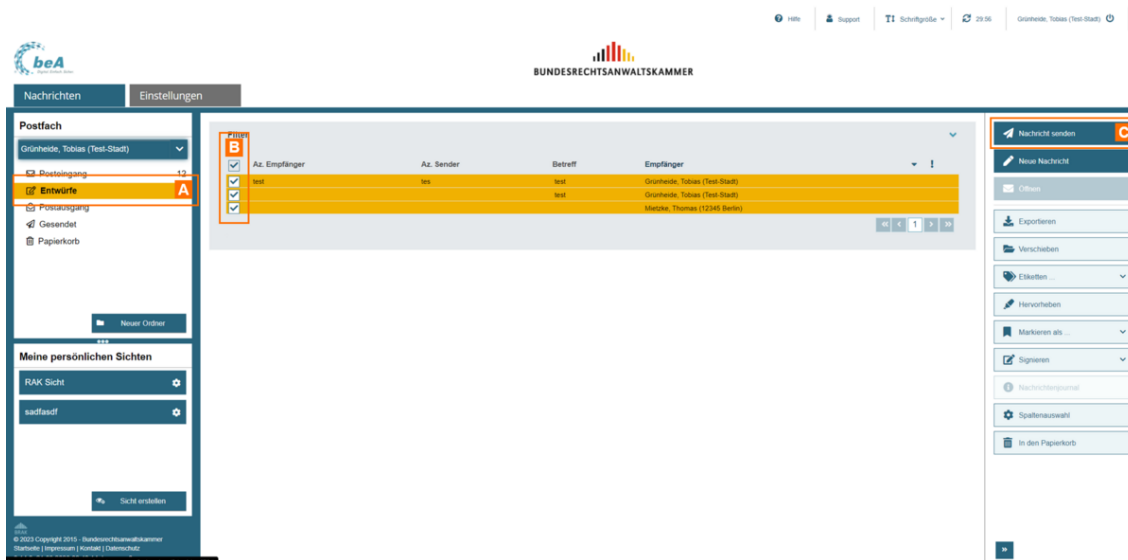 Hilfe Support Schriftgröße 29:56 Grünheide, Tobias (Test-Stadt)
beA
BUNDESRECHTSANWALTSKAMMER
Nachrichten Einstellungen
Postfach
Grünheide, Tobias (Test-Stadt)
Posteingang 12
Entwürfe A
Postausgang
Gesendet
Papierkorb
Neuer Ordner
Meine persönlichen Sichten
RAK Sicht
sadfasdf
Sicht erstellen
© 2023 Copyright 2015 - Bundesrechtsanwaltskammer
Startseite | Impressum | Kontakt | Datenschutz
Filter
B
Az. Empfänger Az. Sender Betreff Empfänger !
test tes test Grünheide, Tobias (Test-Stadt)
test Grünheide, Tobias (Test-Stadt)
Mietzke, Thomas (12345 Berlin)
« < 1 > »
Nachricht senden C
Neue Nachricht
Öffnen
Exportieren
Verschieben
Etiketten ...
Hervorheben
Markieren als ...
Signieren
Nachrichtenjournal
Spaltenauswahl
In den Papierkorb
»